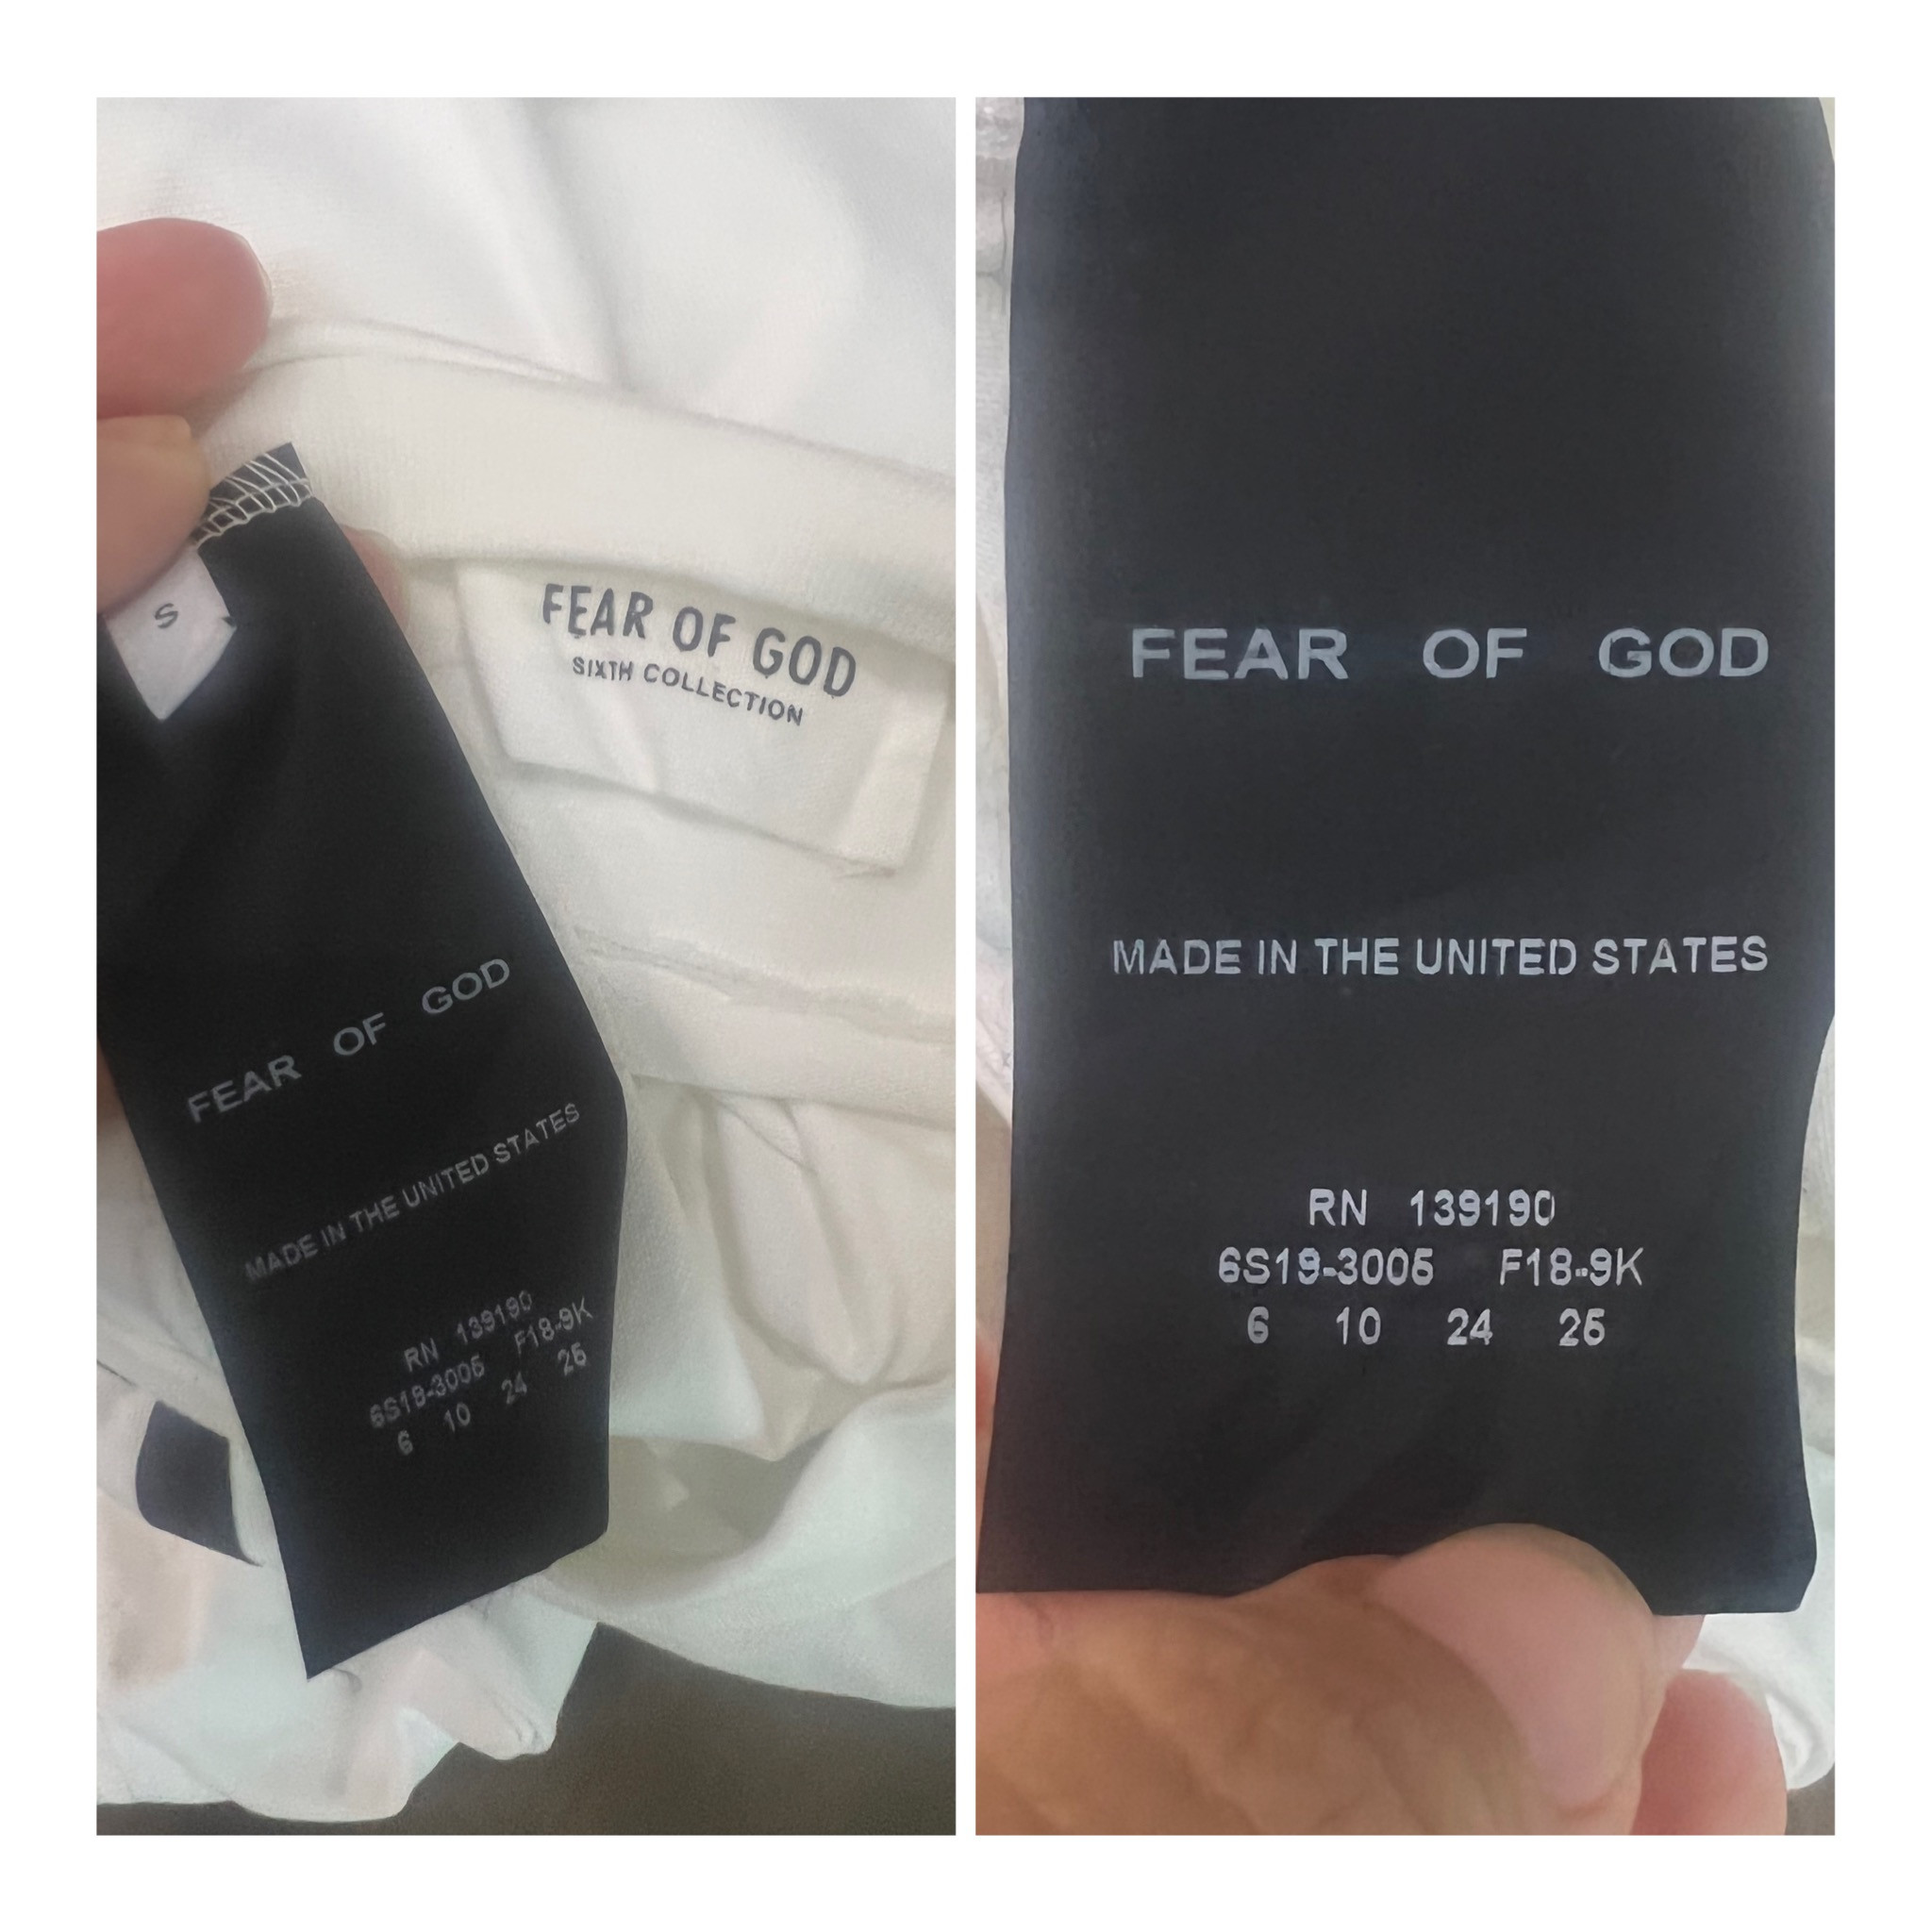 S
FEAR OF GOD
SIXTH COLLECTION
FEAR OF GOD
MADE IN THE UNITED STATES
RN 139190
6S19-3005 F18-9K
6 10 24 25
FEAR OF GOD
MADE IN THE UNITED STATES
RN 139190
6S19-3005 F18-9K
6 10 24 25